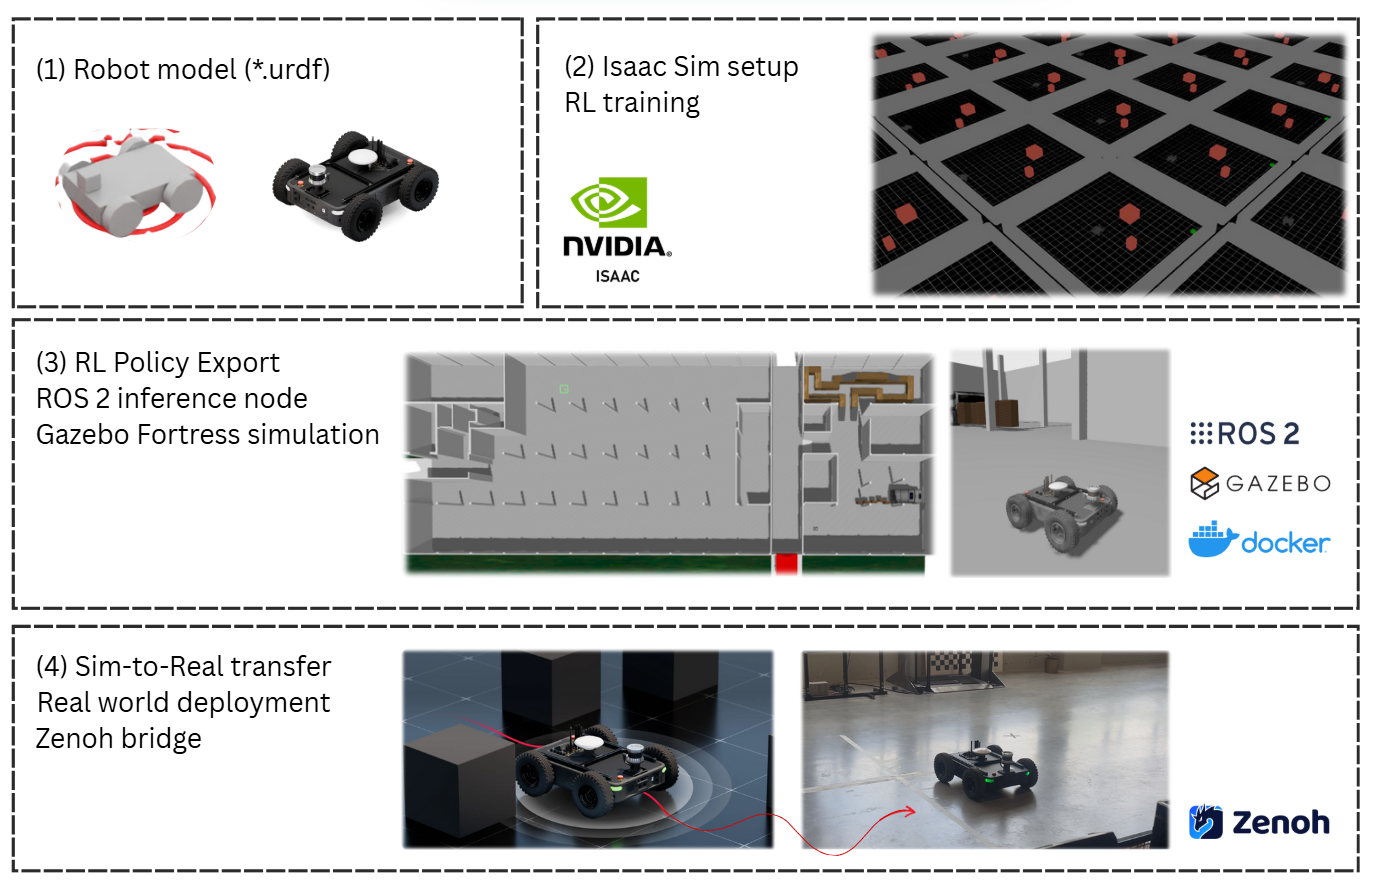 (1) Robot model (*.urdf)
(2) Isaac Sim setup
RL training
NVIDIA®
ISAAC
(3) RL Policy Export
ROS 2 inference node
Gazebo Fortress simulation
ROS 2
GAZEBO
docker
(4) Sim-to-Real transfer
Real world deployment
Zenoh bridge
Zenoh